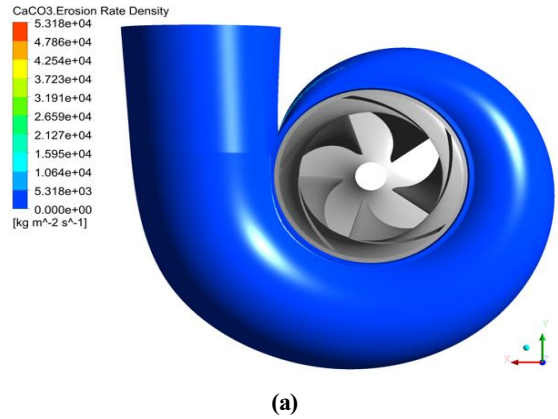 CaCO3.Erosion Rate Density
5.318e+04
4.786e+04
4.254e+04
3.723e+04
3.191e+04
2.659e+04
2.127e+04
1.595e+04
1.064e+04
5.318e+03
0.000e+00
[kg m^-2 s^-1]
Y
X
Z
(a)